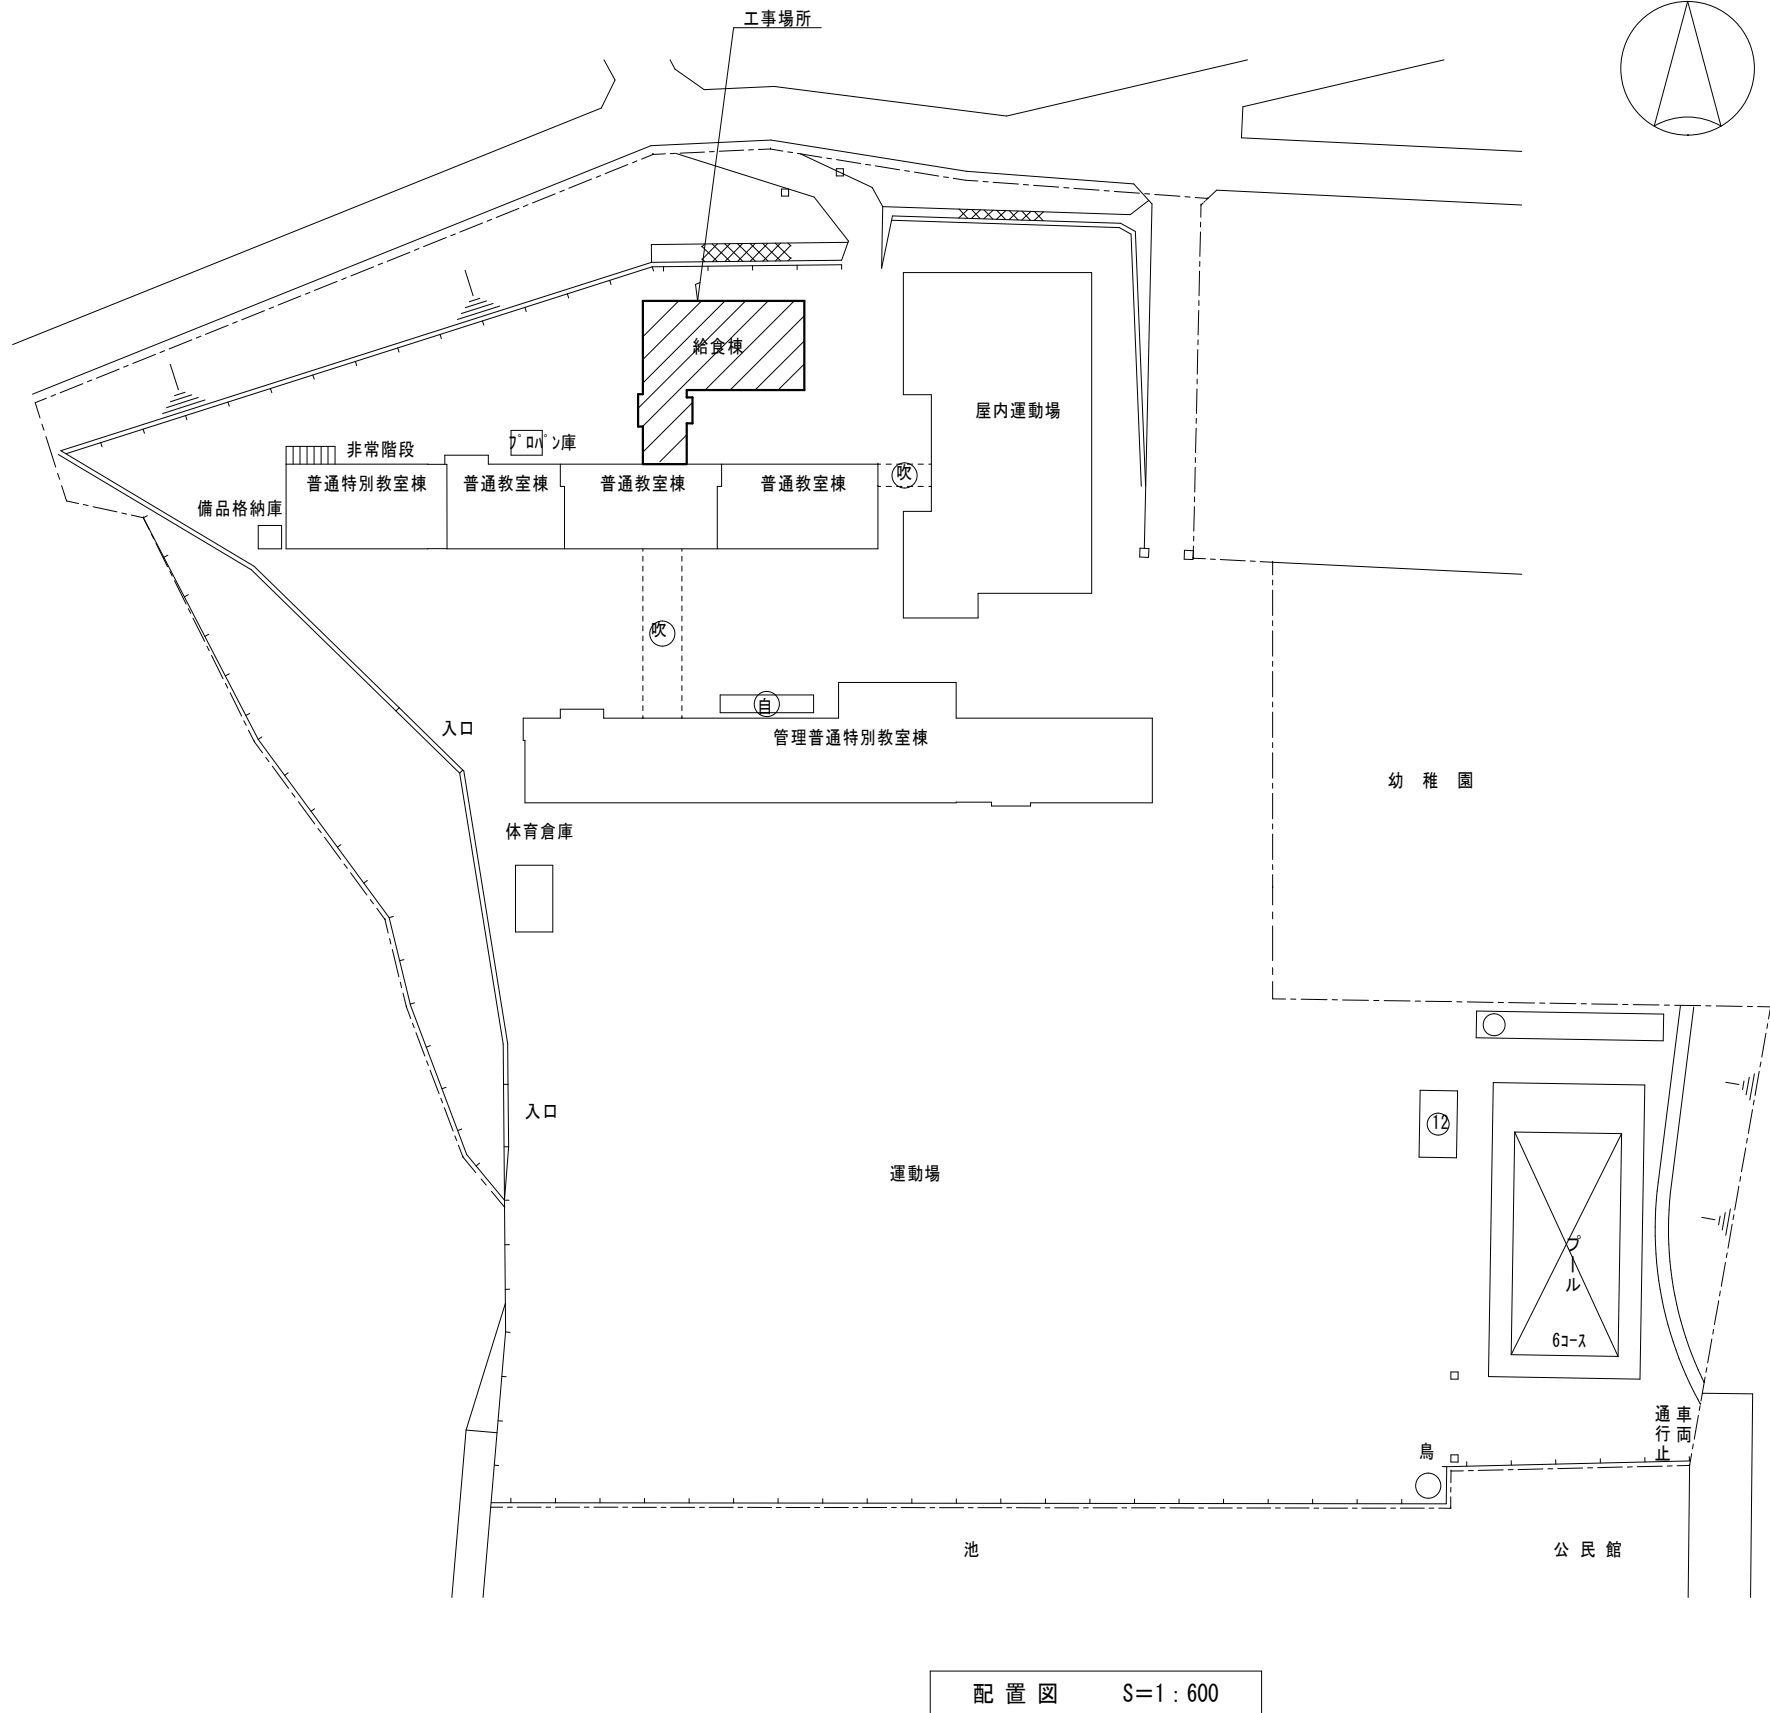 工事場所
給食棟
屋内運動場
非常階段
プロパン庫
吹
普通特別教室棟
普通教室棟
普通教室棟
普通教室棟
備品格納庫
吹
自
入口
管理普通特別教室棟
幼稚園
体育倉庫
入口
12
運動場
プール
6コース
車両
通行止
鳥
池
公民館
配置図 S=1：600